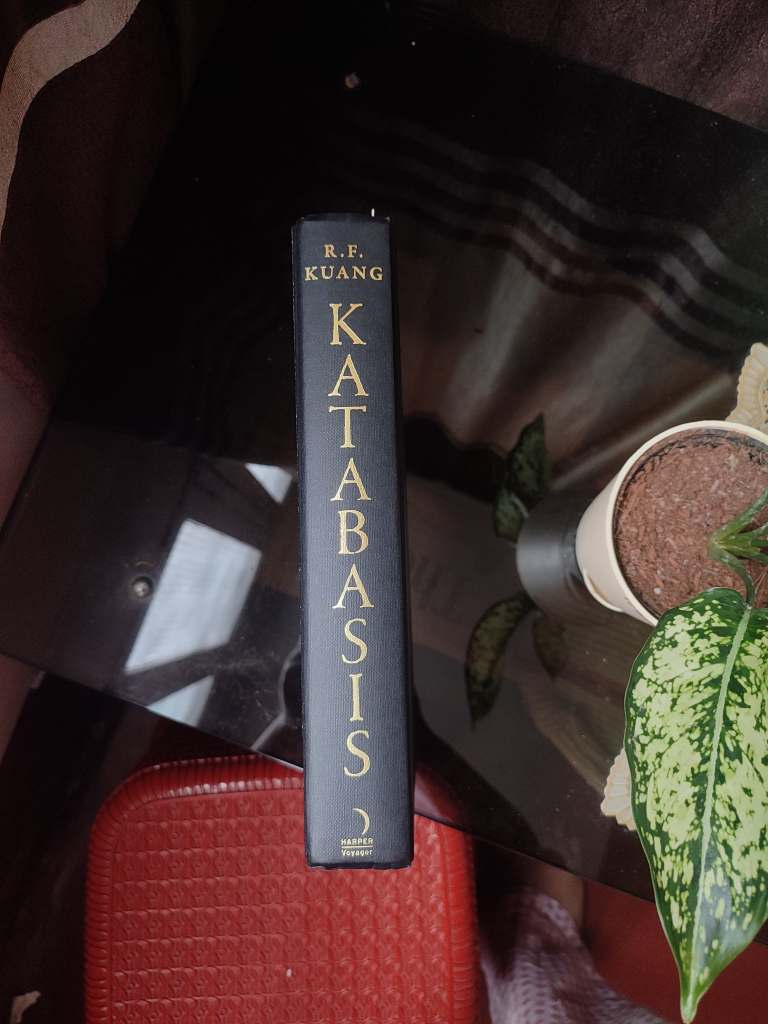 R.F.
KUANG
KATABASIS
HARPER
Voyager